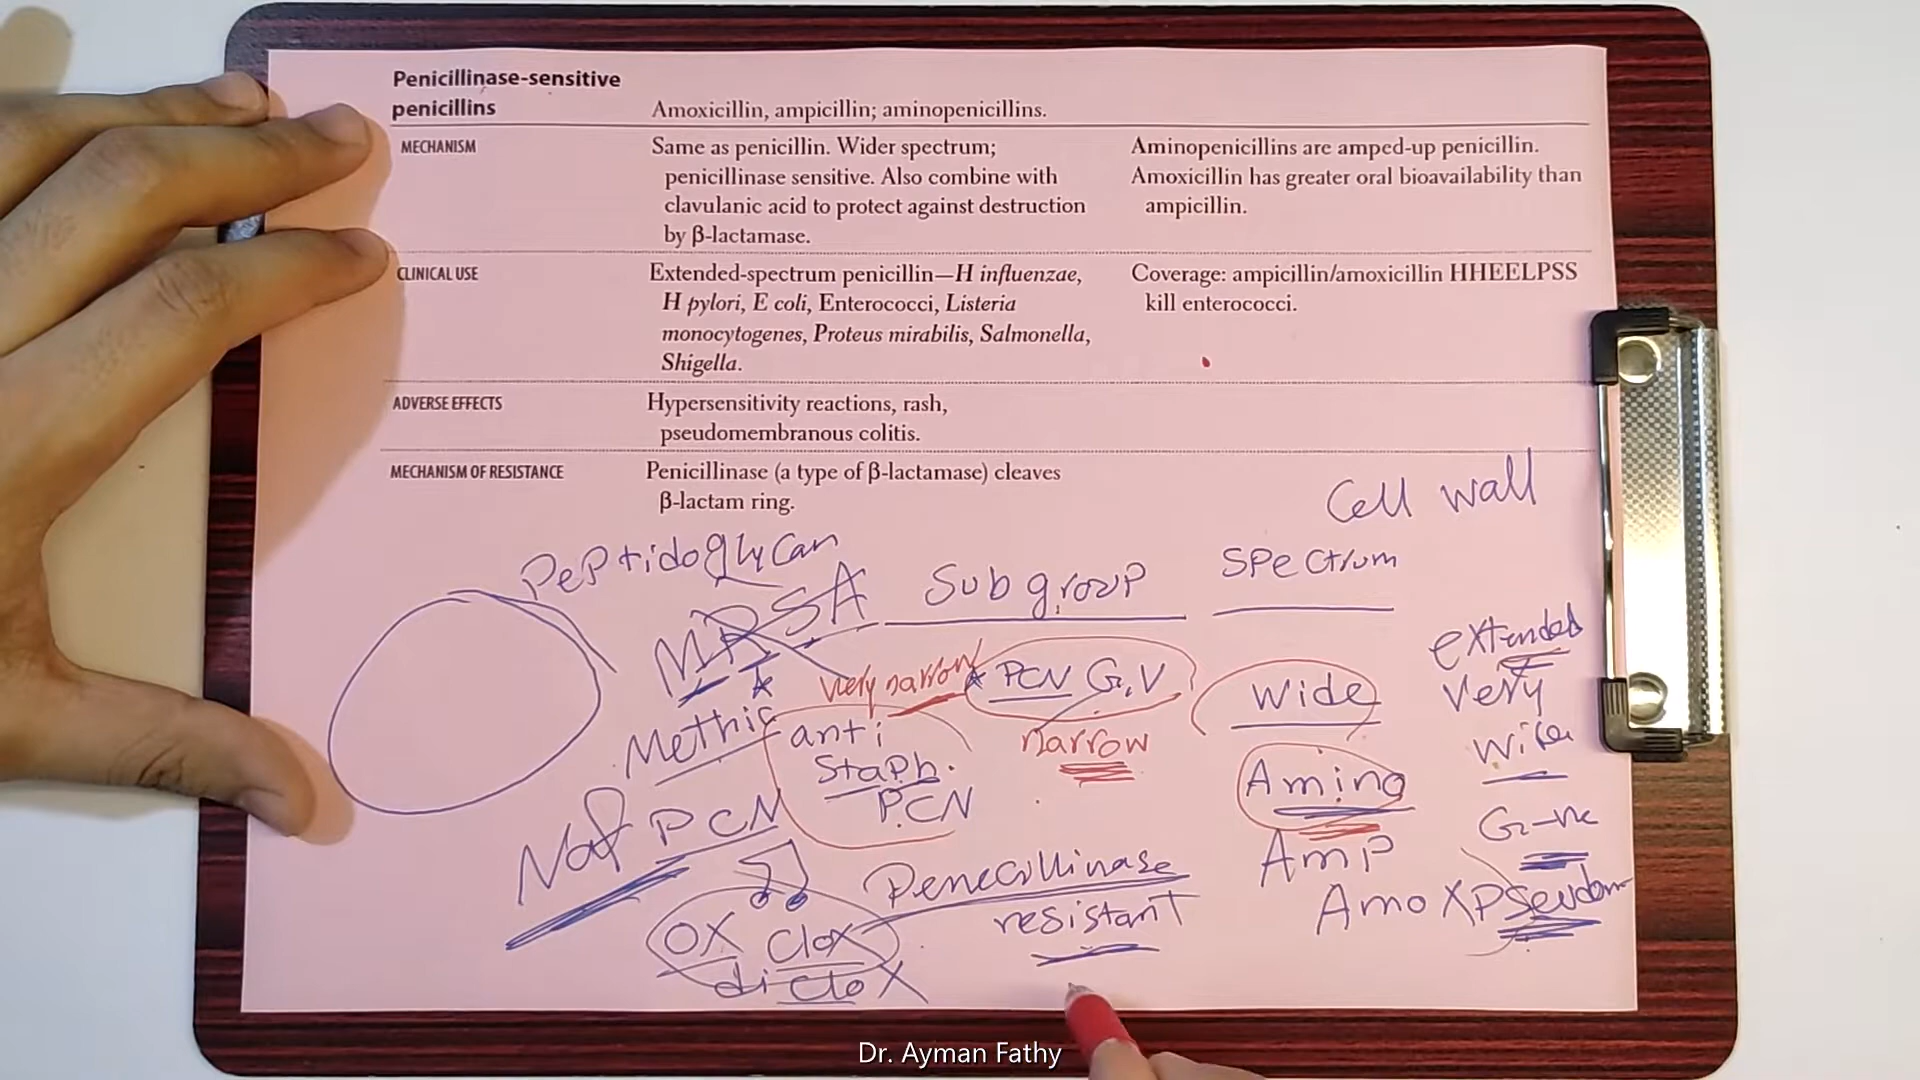 Penicillinase-sensitive
penicillins
Amoxicillin, ampicillin; aminopenicillins.
MECHANISM
Same as penicillin. Wider spectrum;
penicillinase sensitive. Also combine with
clavulanic acid to protect against destruction
by β-lactamase.
Aminopenicillins are amped-up penicillin.
Amoxicillin has greater oral bioavailability than
ampicillin.
CLINICAL USE
Extended-spectrum penicillin—H influenzae,
H pylori, E coli, Enterococci, Listeria
monocytogenes, Proteus mirabilis, Salmonella,
Shigella.
Coverage: ampicillin/amoxicillin HHEELPSS
kill enterococci.
ADVERSE EFFECTS
Hypersensitivity reactions, rash,
pseudomembranous colitis.
MECHANISM OF RESISTANCE
Penicillinase (a type of β-lactamase) cleaves
β-lactam ring.
Cell wall
Peptidoglycan
MRSA
Subgroup
Spectrum
extended
very
very narrow
PCN G,V
narrow
wide
Methic
anti
Staph.
PCN
Amino
Amp
Amox
G-ve
Naf PCN
Penecillinase
resistant
OX Clox
diclox
Dr. Ayman Fathy